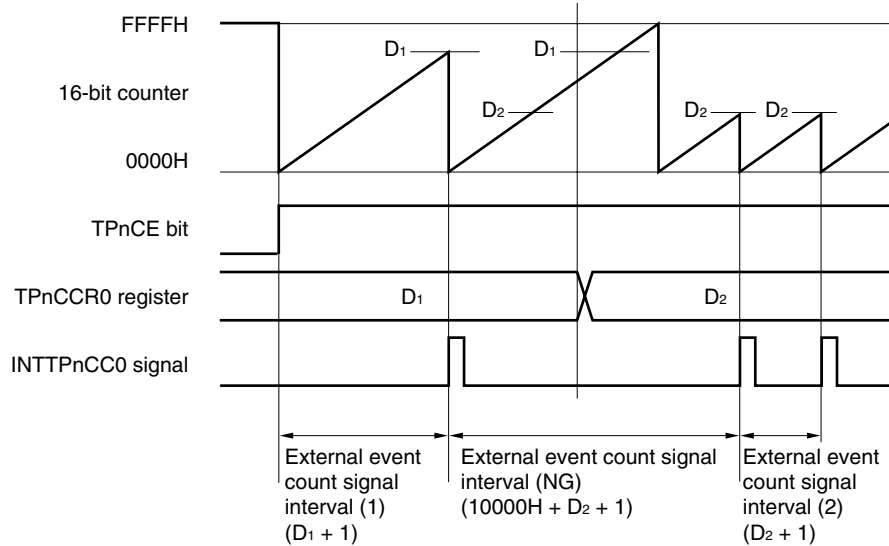 FFFFH
D1
D1
16-bit counter
D2
D2
D2
0000H
TPnCE bit
TPnCCR0 register
D1
D2
INTTPnCC0 signal
External event
count signal
interval (1)
(D1 + 1)
External event count signal
interval (NG)
(10000H + D2 + 1)
External event
count signal
interval (2)
(D2 + 1)